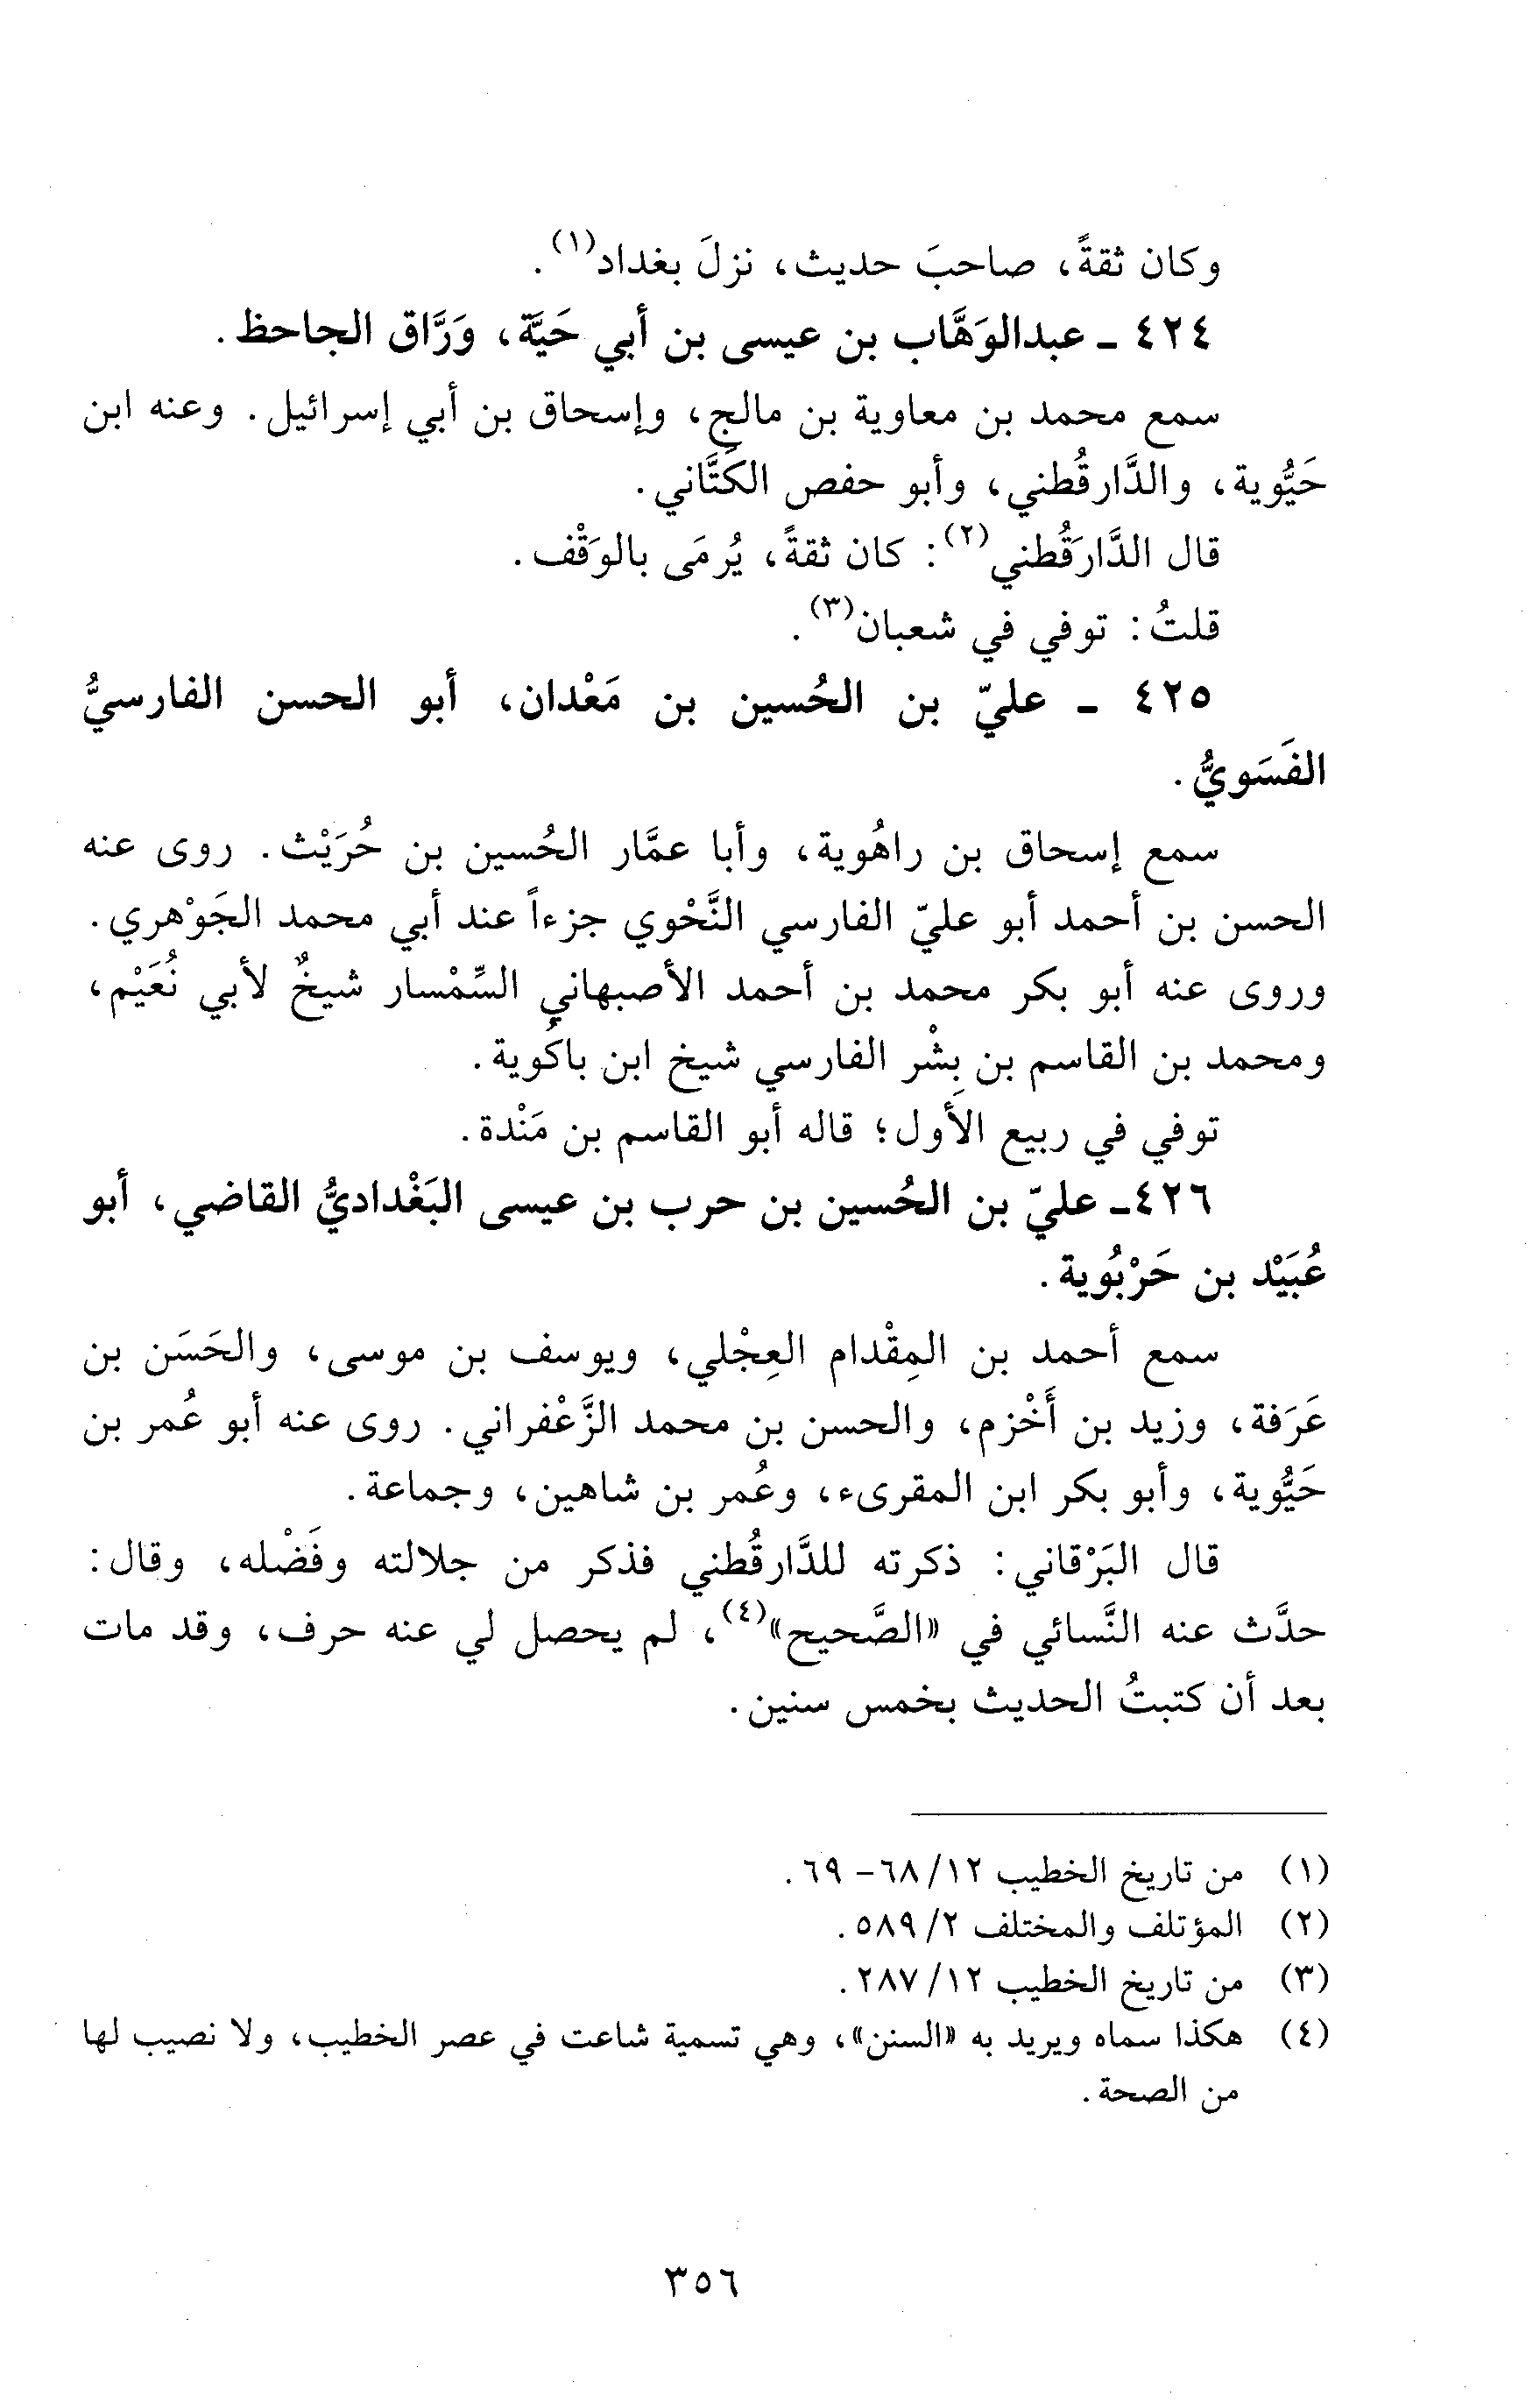 وكان ثقةً، صاحبَ حديث، نزلَ بغداد(١).
٤٢٤ ـ عبدالوَهَّاب بن عيسى بن أبي حَيَّة، وَرَّاق الجاحظ.
سمع محمد بن معاوية بن مالج، وإسحاق بن أبي إسرائيل. وعنه ابن
حَيُّوية، والدَّارقُطني، وأبو حفص الكَتَّاني.
قال الدَّارَقُطني(٢): كان ثقةً، يُرمَى بالوَقْف.
قلتُ: توفي في شعبان(٣).
٤٢٥ ـ عليّ بن الحُسين بن مَعْدان، أبو الحسن الفارسيُّ
الفَسَويُّ.
سمع إسحاق بن راهُوية، وأبا عمَّار الحُسين بن حُرَيْث. روى عنه
الحسن بن أحمد أبو عليّ الفارسي النَّحْوي جزءاً عند أبي محمد الجَوْهري.
وروى عنه أبو بكر محمد بن أحمد الأصبهاني السِّمْسار شيخٌ لأبي نُعَيْم،
ومحمد بن القاسم بن بِشْر الفارسي شيخ ابن باكُوية.
توفي في ربيع الأول؛ قاله أبو القاسم بن مَنْدة.
٤٢٦ـ عليّ بن الحُسين بن حرب بن عيسى البَغْداديُّ القاضي، أبو
عُبَيْد بن حَرْبُوية.
سمع أحمد بن المِقْدام العِجْلي، ويوسف بن موسى، والحَسَن بن
عَرَفة، وزيد بن أَخْزم، والحسن بن محمد الزَّعْفراني. روى عنه أبو عُمر بن
حَيُّوية، وأبو بكر ابن المقرىء، وعُمر بن شاهين، وجماعة.
قال البَرْقاني: ذكرته للدَّارقُطني فذكر من جلالته وفَضْله، وقال:
حدَّث عنه النَّسائي في «الصَّحيح»(٤)، لم يحصل لي عنه حرف، وقد مات
بعد أن كتبتُ الحديث بخمس سنين.
(١) من تاريخ الخطيب ١٢/ ٦٨– ٦٩.
(٢) المؤتلف والمختلف ٢/ ٥٨٩.
(٣) من تاريخ الخطيب ١٢/ ٢٨٧.
(٤) هكذا سماه ويريد به «السنن»، وهي تسمية شاعت في عصر الخطيب، ولا نصيب لها
من الصحة.
٣٥٦